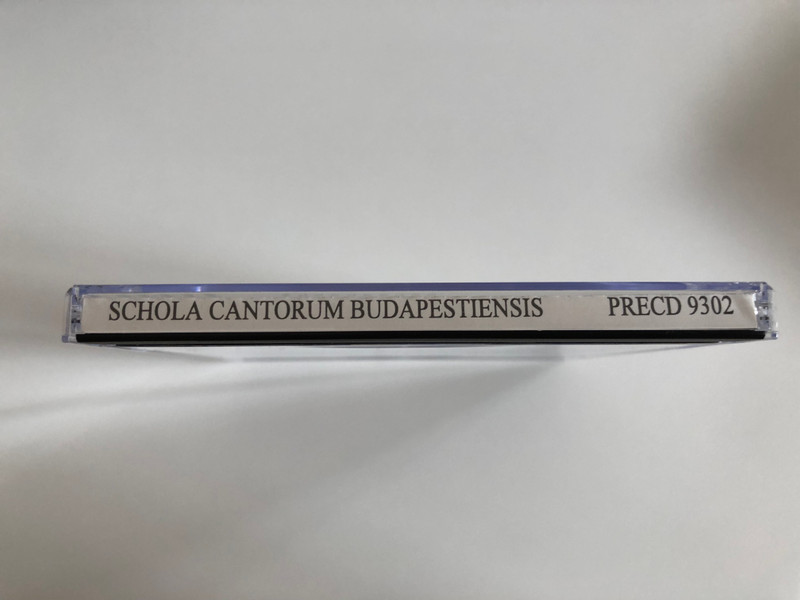 SCHOLA CANTORUM BUDAPESTIENSIS PRECD 9302